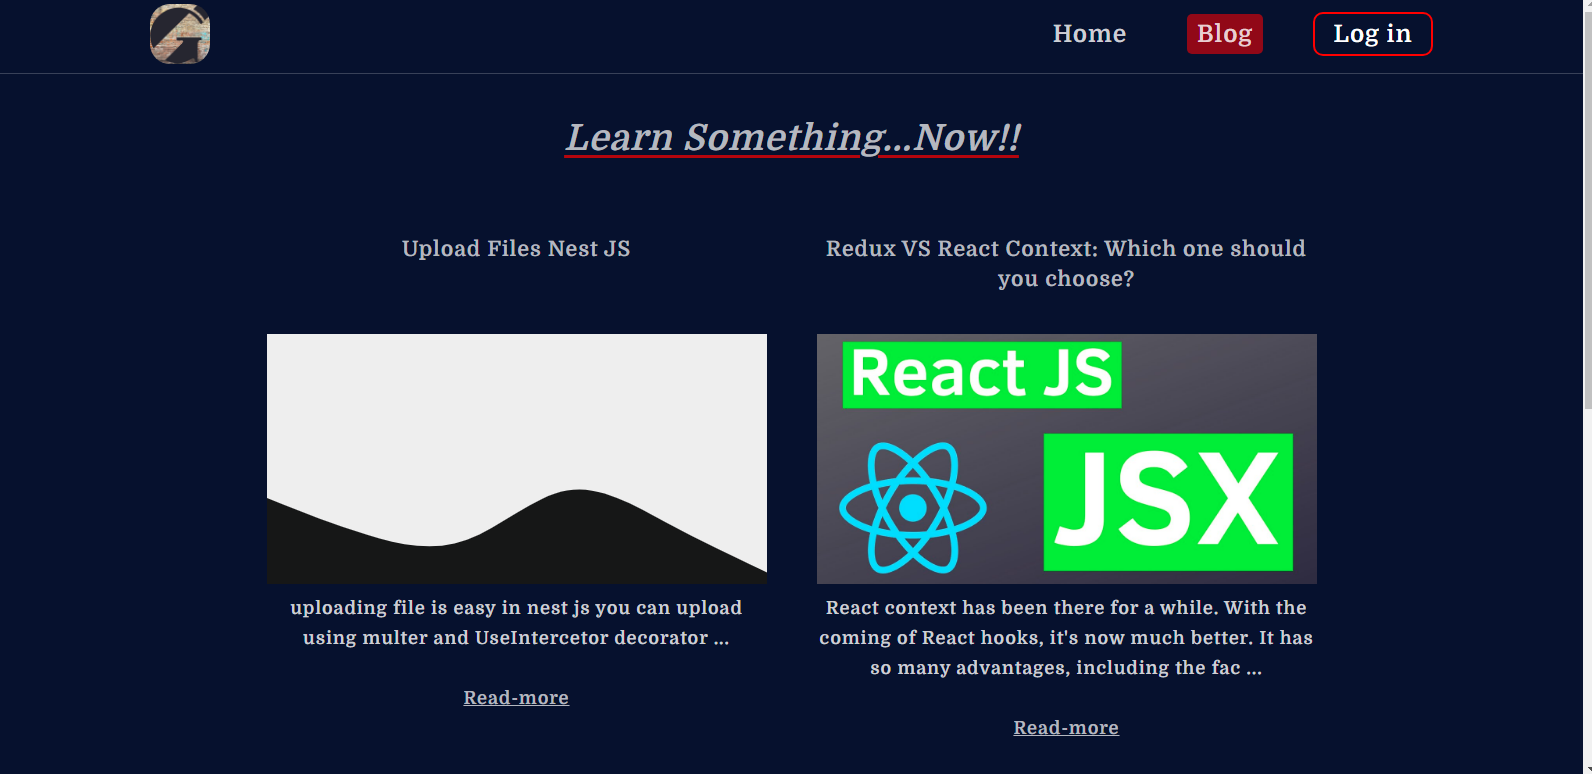 Home
Blog
Log in
Learn Something...Now!!
Upload Files Nest JS
Redux VS React Context: Which one should
you choose?
React JS
JSX
uploading file is easy in nest js you can upload
using multer and UseIntercetor decorator ...
Read-more
React context has been there for a while. With the
coming of React hooks, it's now much better. It has
so many advantages, including the fac ...
Read-more